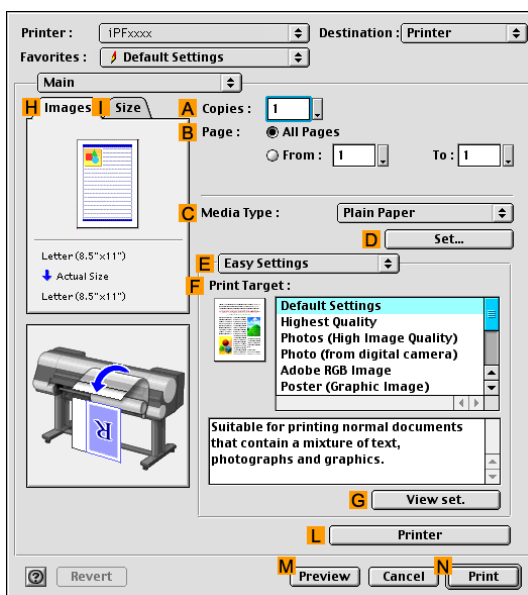 Printer : iPFxxxx Destination : Printer
Favorites : Default Settings
Main
H Images I Size
A Copies : 1
B Page : All Pages
From : 1 To : 1
C Media Type : Plain Paper
D Set...
Letter (8.5"x11")
Actual Size
Letter (8.5"x11")
E Easy Settings
F Print Target :
Default Settings
Highest Quality
Photos (High Image Quality)
Photo (from digital camera)
Adobe RGB Image
Poster (Graphic Image)
R
Suitable for printing normal documents
that contain a mixture of text,
photographs and graphics.
G View set.
L Printer
? Revert M Preview Cancel N Print